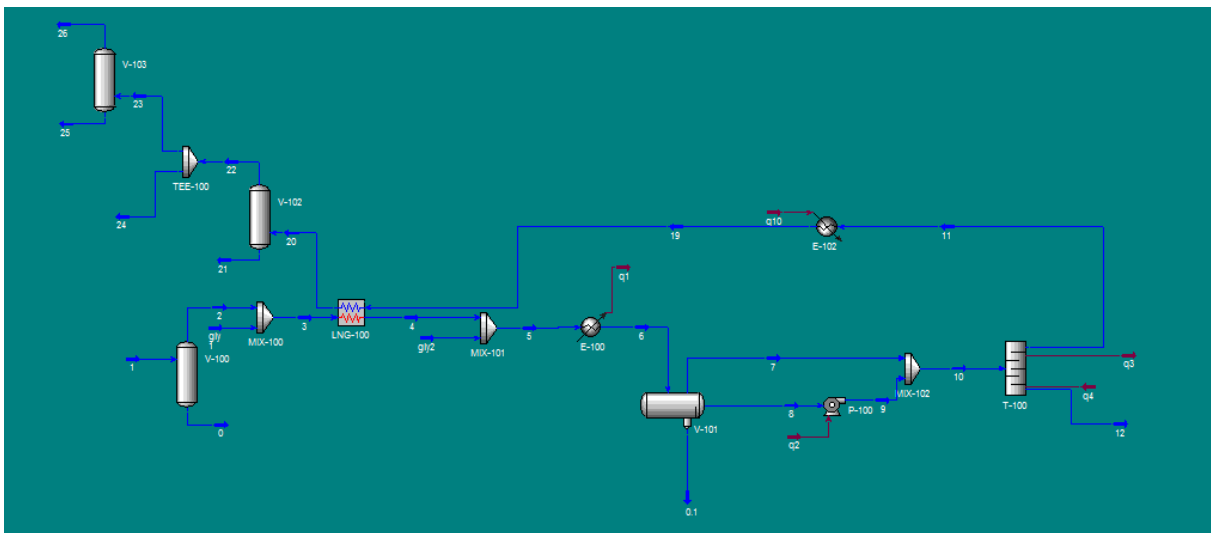 26
V-103
23
25
22
TEE-100
24
V-102
20
21
q10
19
11
E-102
q1
2
3
4
5
6
gly
1
MIX-100
LNG-100
gly2
MIX-101
E-100
1
V-100
0
7
MIX-102
10
T-100
q3
q4
8
P-100
9
V-101
q2
12
0.1